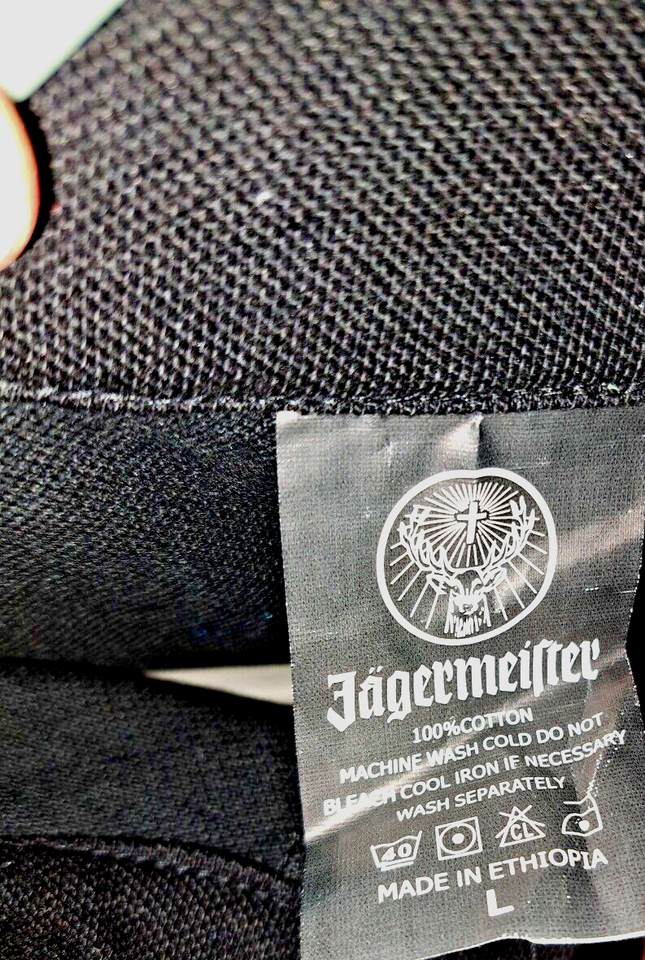 Jägermeiſter
100%COTTON
MACHINE WASH COLD DO NOT
BLEACH COOL IRON IF NECESSARY
WASH SEPARATELY
40 CL
MADE IN ETHIOPIA
L